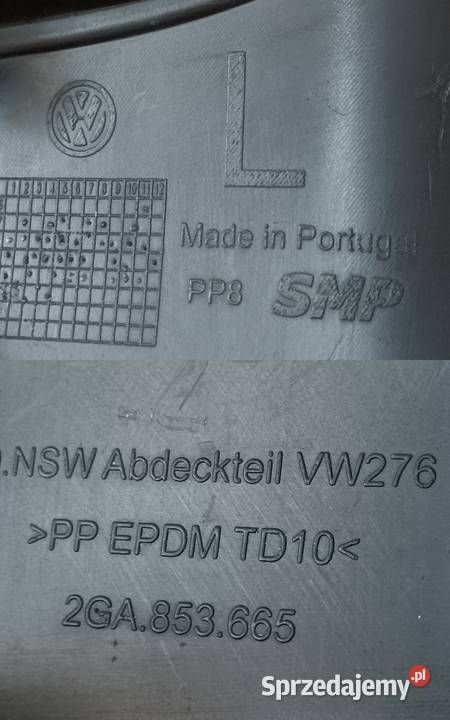 L
1 2 3 4 5 6 7 8 9 10 11 12
Made in Portugal
PP8 SMP
.NSW Abdeckteil VW276
>PP EPDM TD10<
2GA.853.665
Sprzedajemy.pl